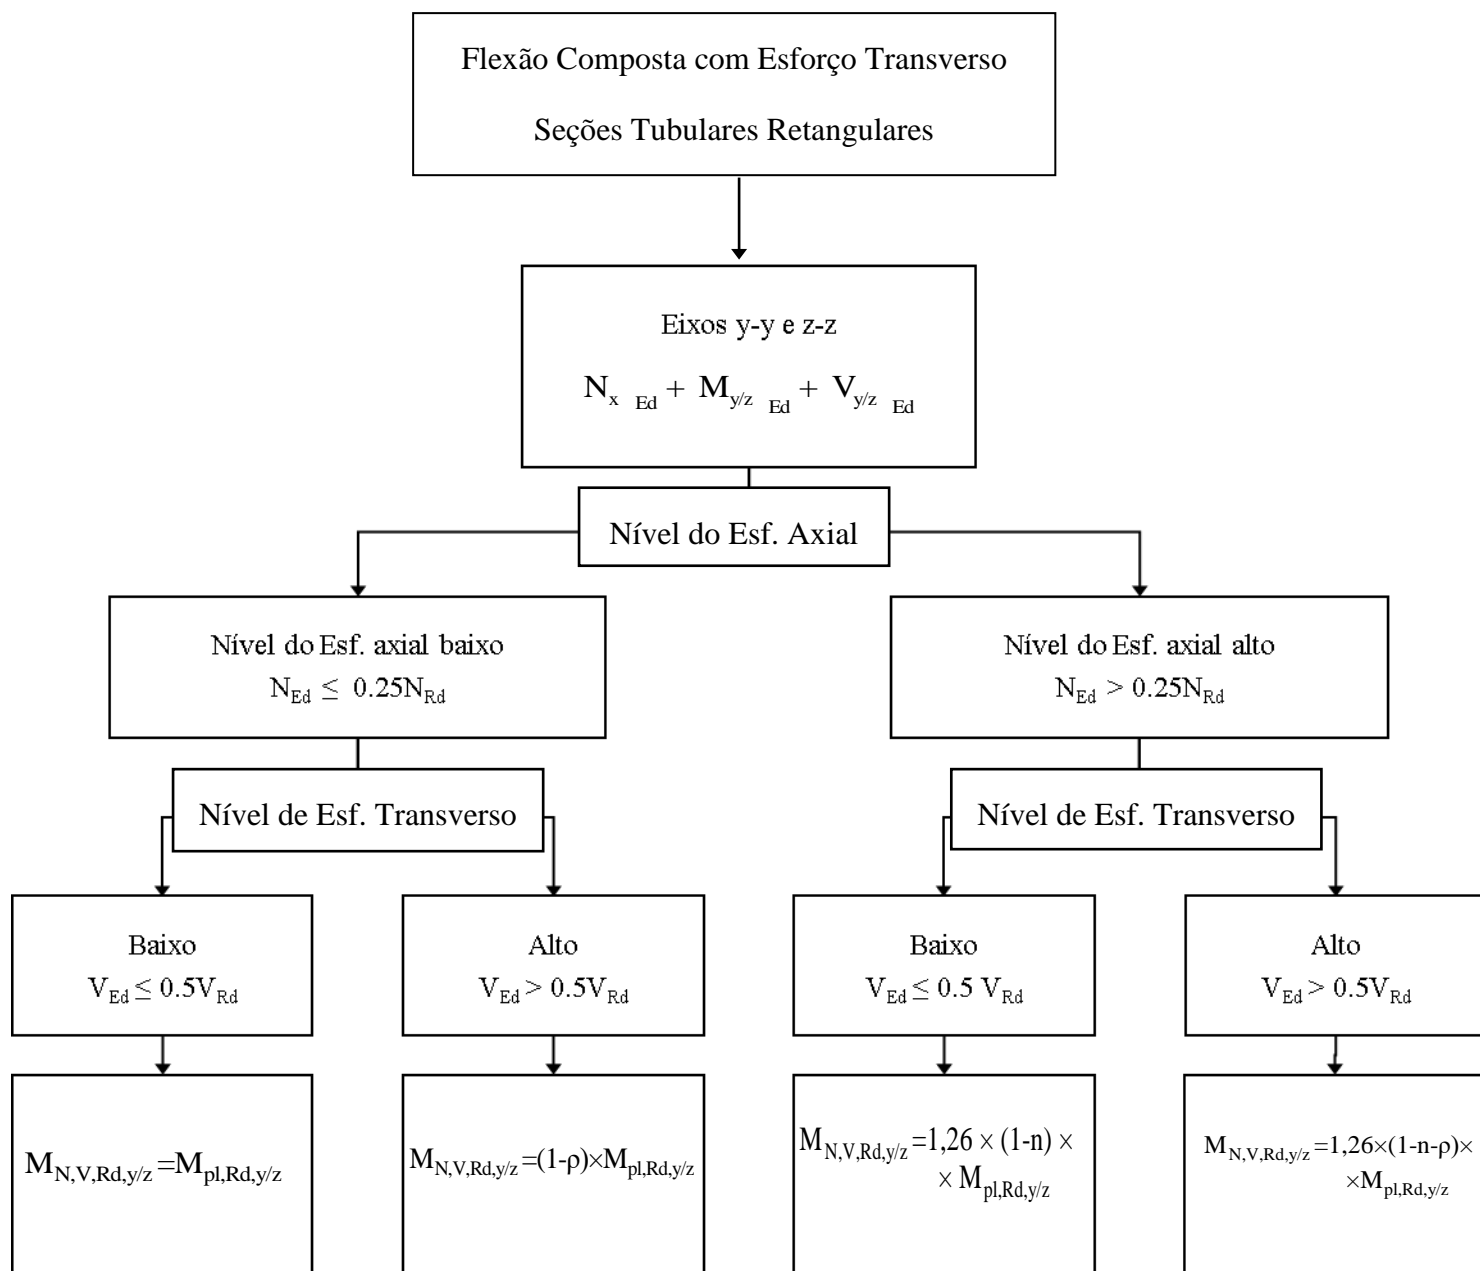 Flexão Composta com Esforço Transverso
Seções Tubulares Retangulares
Eixos y-y e z-z
N_x Ed + M_y/z Ed + V_y/z Ed
Nível do Esf. Axial
Nível do Esf. axial baixo
N_Ed ≤ 0.25N_Rd
Nível do Esf. axial alto
N_Ed > 0.25N_Rd
Nível de Esf. Transverso
Nível de Esf. Transverso
Baixo
V_Ed ≤ 0.5V_Rd
Alto
V_Ed > 0.5V_Rd
Baixo
V_Ed ≤ 0.5 V_Rd
Alto
V_Ed > 0.5V_Rd
M_N,V,Rd,y/z =M_pl,Rd,y/z
M_N,V,Rd,y/z =(1-ρ)×M_pl,Rd,y/z
M_N,V,Rd,y/z =1,26 × (1-n) ×
× M_pl,Rd,y/z
M_N,V,Rd,y/z =1,26×(1-n-ρ)×
×M_pl,Rd,y/z